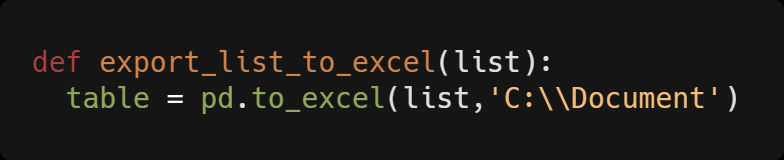 def export_list_to_excel(list):
  table = pd.to_excel(list,'C:\\Document')